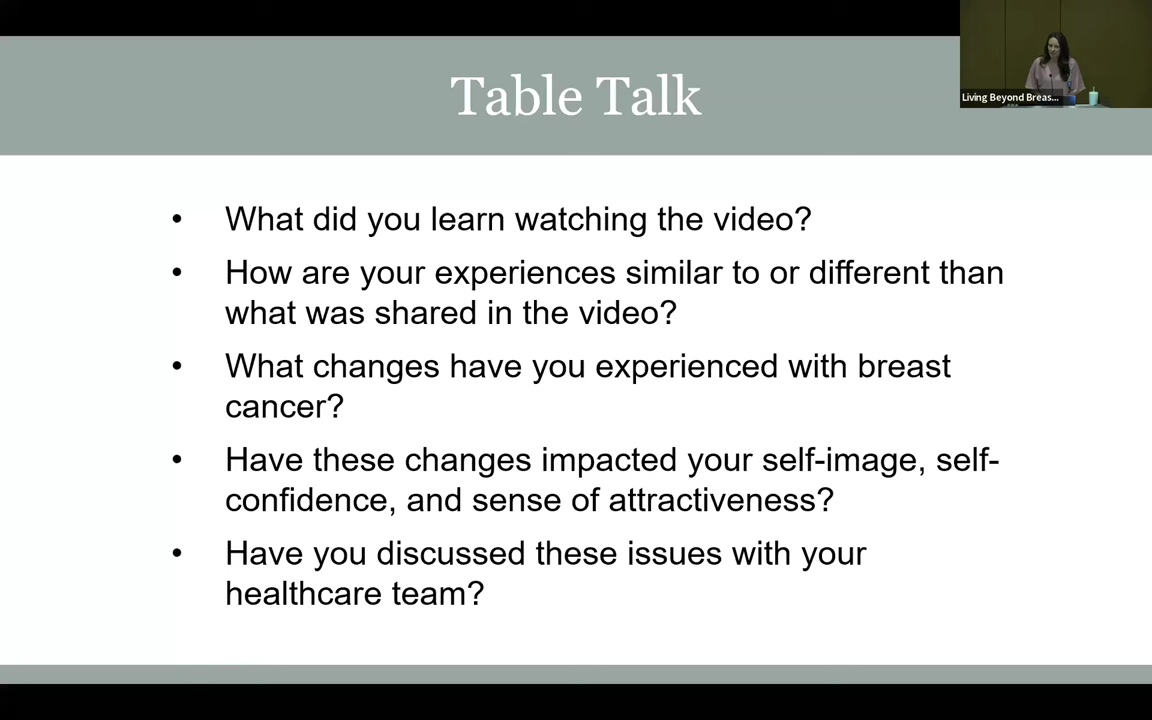 Table Talk
Living Beyond Breas...
• What did you learn watching the video?
• How are your experiences similar to or different than
what was shared in the video?
• What changes have you experienced with breast
cancer?
• Have these changes impacted your self-image, self-
confidence, and sense of attractiveness?
• Have you discussed these issues with your
healthcare team?